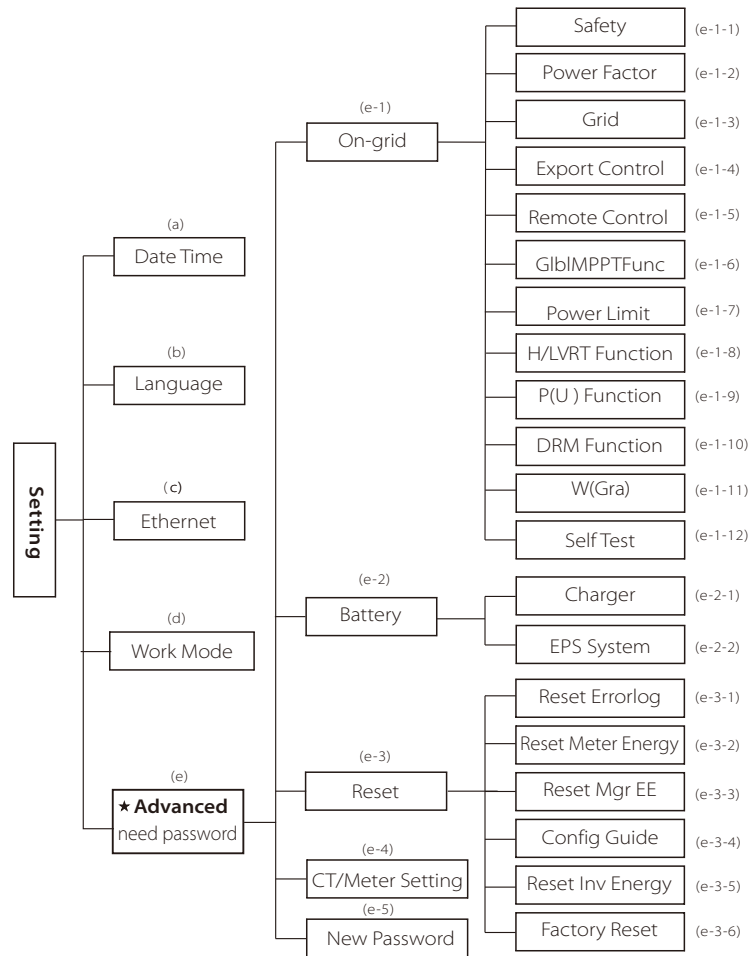 Setting
(a)
Date Time
(b)
Language
(c)
Ethernet
(d)
Work Mode
(e)
★ Advanced
need password
(e-1)
On-grid
Safety (e-1-1)
Power Factor (e-1-2)
Grid (e-1-3)
Export Control (e-1-4)
Remote Control (e-1-5)
GlblMPPTFunc (e-1-6)
Power Limit (e-1-7)
H/LVRT Function (e-1-8)
P(U ) Function (e-1-9)
DRM Function (e-1-10)
W(Gra) (e-1-11)
Self Test (e-1-12)
(e-2)
Battery
Charger (e-2-1)
EPS System (e-2-2)
(e-3)
Reset
Reset Errorlog (e-3-1)
Reset Meter Energy (e-3-2)
Reset Mgr EE (e-3-3)
Config Guide (e-3-4)
Reset Inv Energy (e-3-5)
Factory Reset (e-3-6)
(e-4)
CT/Meter Setting
(e-5)
New Password